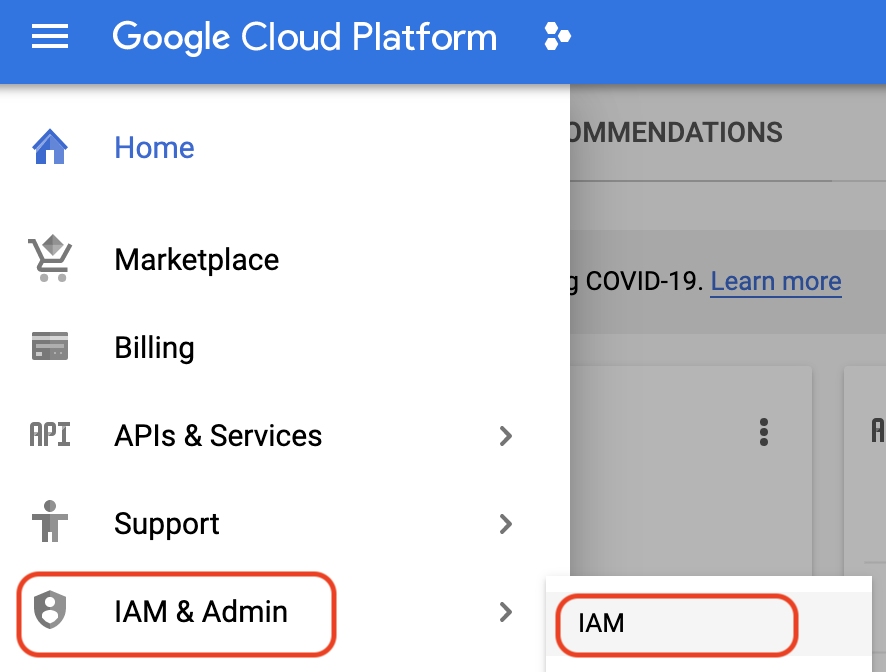 Google Cloud Platform
Home
OMMENDATIONS
Marketplace
g COVID-19. Learn more
Billing
API
APIs & Services
Support
IAM & Admin
IAM